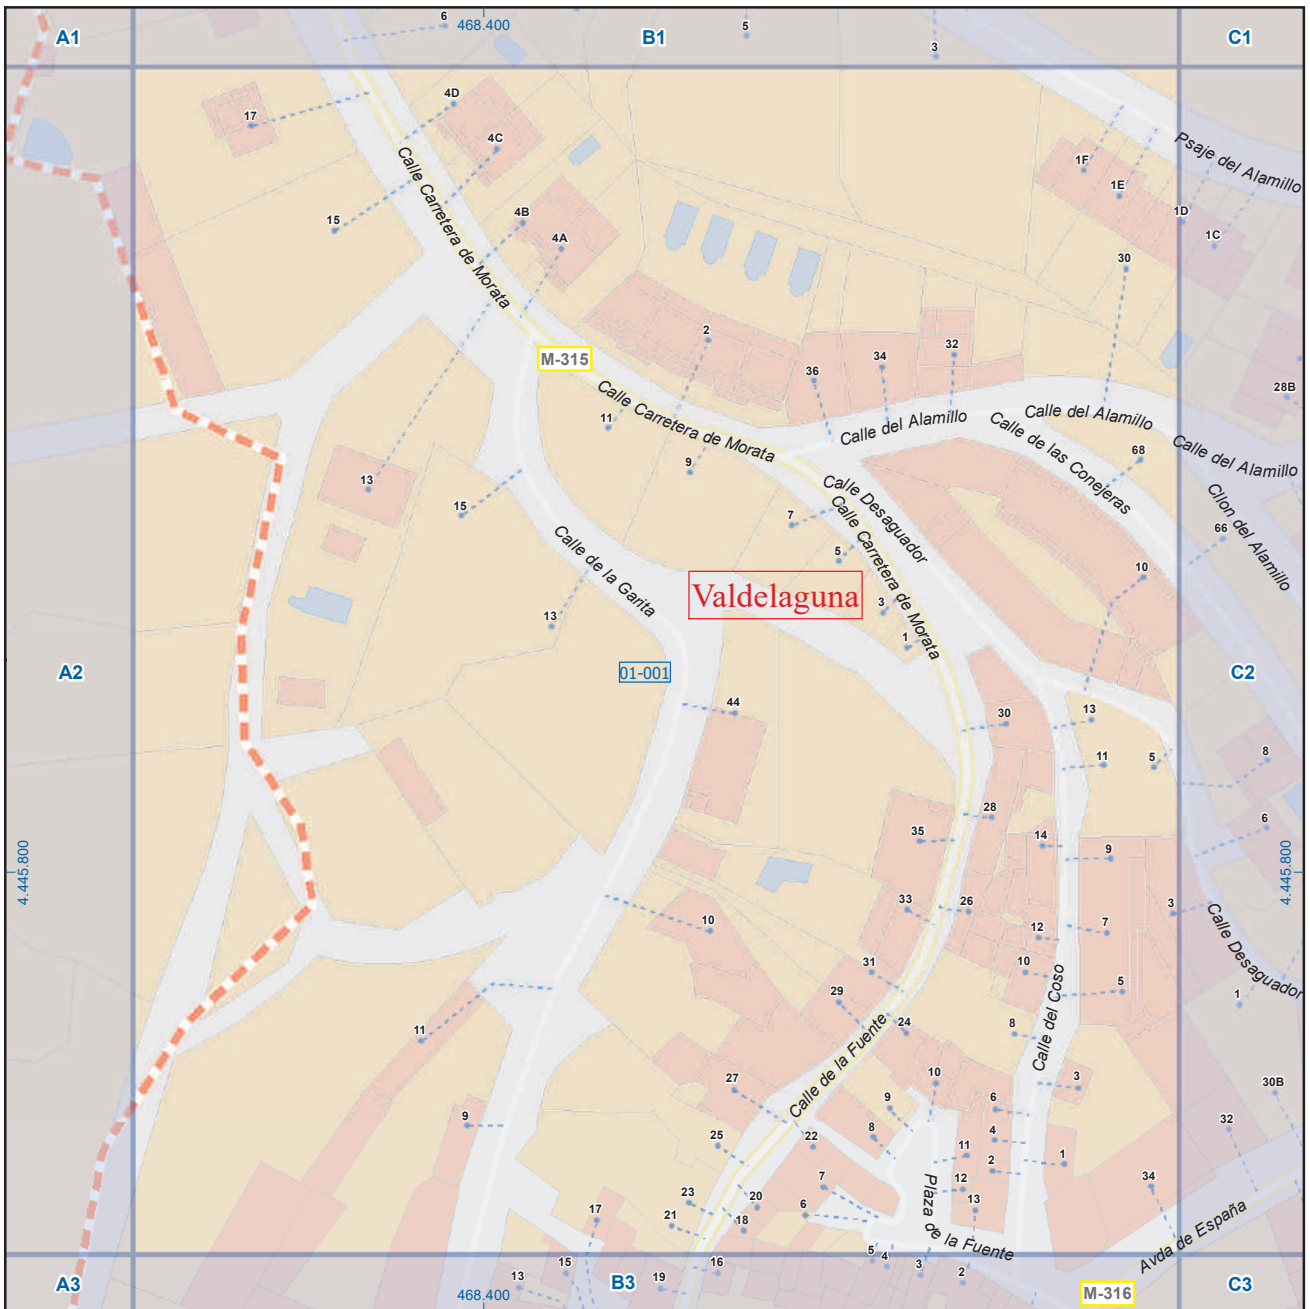 A1
6
468.400
B1
5
3
C1
17
4D
4C
4B
4A
15
Calle Carretera de Morata
Psaje del Alamillo
1F
1E
1D
1C
30
M-315
2
36
34
32
28B
11
Calle Carretera de Morata
Calle del Alamillo
Calle del Alamillo
Calle del Alamillo
Calle de las Conejeras
68
Cllon del Alamillo
66
9
13
15
7
Calle Desaguador
Calle Carretera de Morata
5
10
Calle de la Garita
Valdelaguna
3
13
1
A2
01-001
C2
44
30
13
11
5
8
28
6
35
14
9
4.445.800
4.445.800
33
26
3
10
12
7
Calle Desaguador
31
10
5
29
1
24
8
11
Calle de la Fuente
Calle del Coso
27
10
3
30B
9
6
32
9
8
4
25
22
11
2
1
7
12
34
23
20
13
6
17
21
18
Plaza de la Fuente
Avda de España
5
4
3
2
15
13
19
16
A3
468.400
B3
M-316
C3